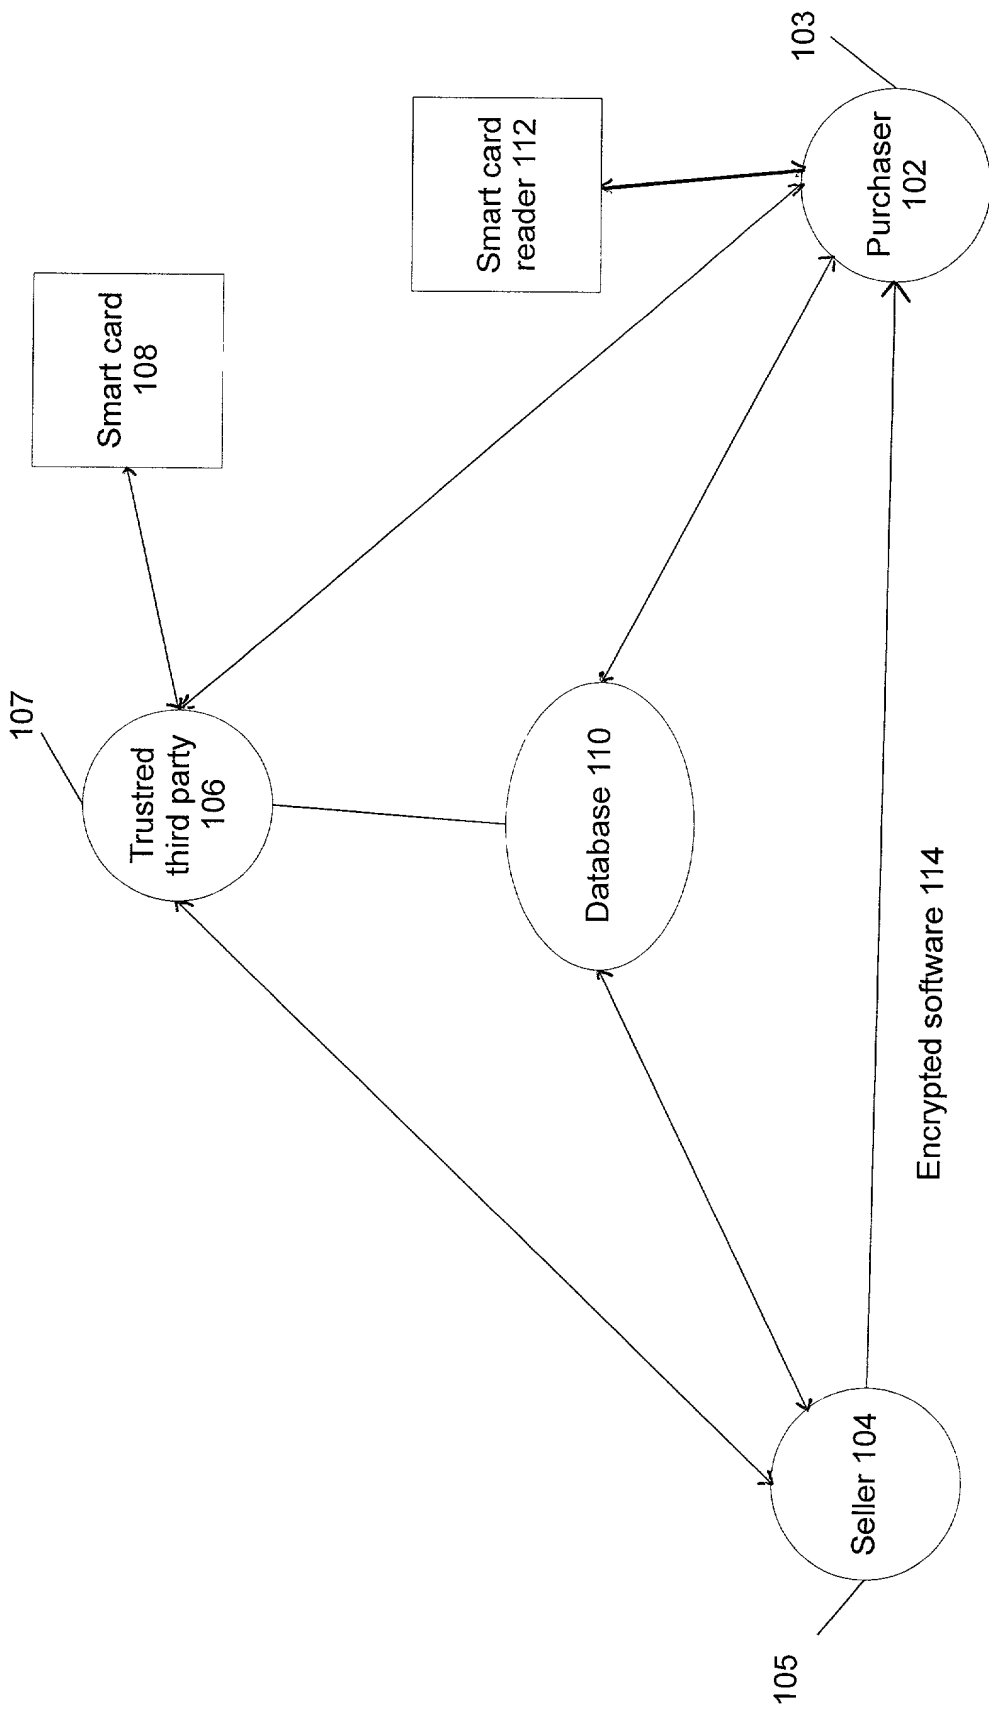 107
Trustred
third party
106
Smart card
108
Smart card
reader 112
103
Database 110
Purchaser
102
105
Seller 104
Encrypted software 114